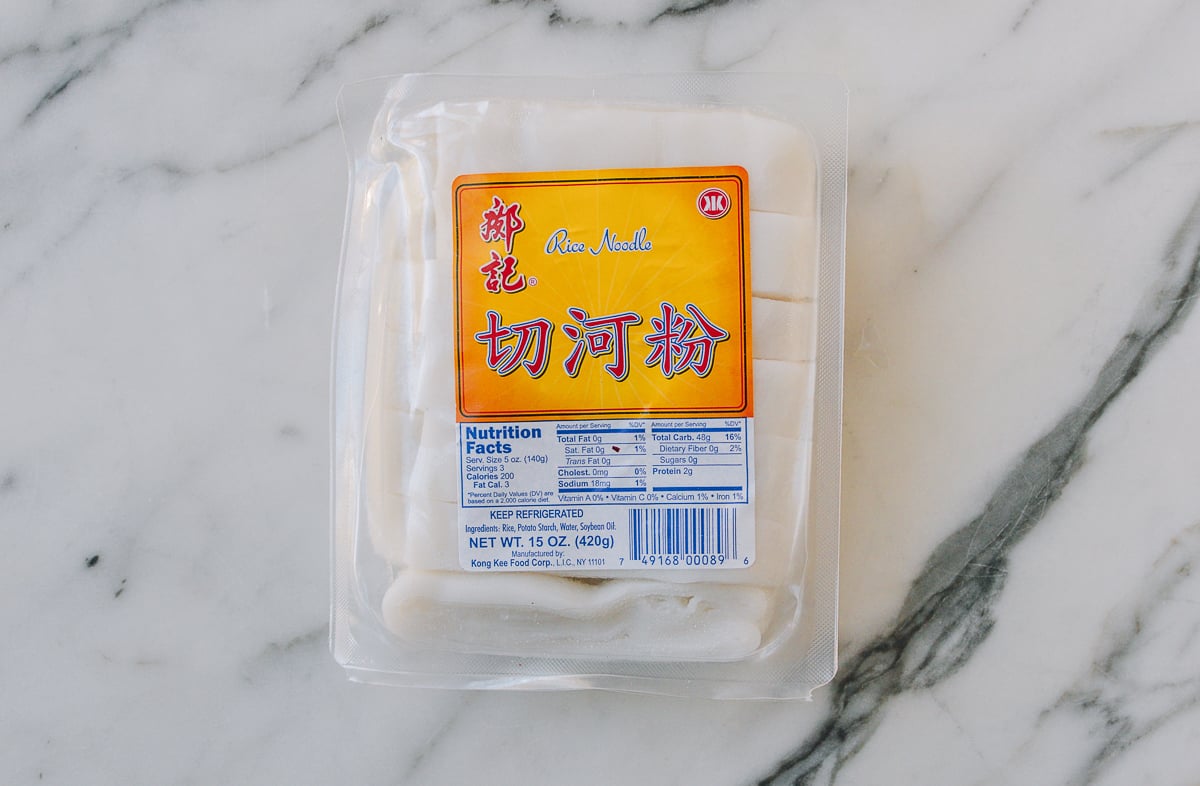 鄺記®
Rice Noodle
切河粉
Nutrition
Facts
Serv. Size 5 oz. (140g)
Servings 3
Calories 200
Fat Cal. 3
*Percent Daily Values (DV) are
based on a 2,000 calorie diet.
Amount per Serving %DV*
Total Fat 0g 1%
Sat. Fat 0g 1%
Trans Fat 0g
Cholest. 0mg 0%
Sodium 18mg 1%
Amount per Serving %DV*
Total Carb. 48g 16%
Dietary Fiber 0g 2%
Sugars 0g
Protein 2g
Vitamin A 0% • Vitamin C 0% • Calcium 1% • Iron 1%
KEEP REFRIGERATED
Ingredients: Rice, Potato Starch, Water, Soybean Oil.
NET WT. 15 OZ. (420g)
Manufactured by:
Kong Kee Food Corp., L.I.C., NY 11101
7 49168 00089 6